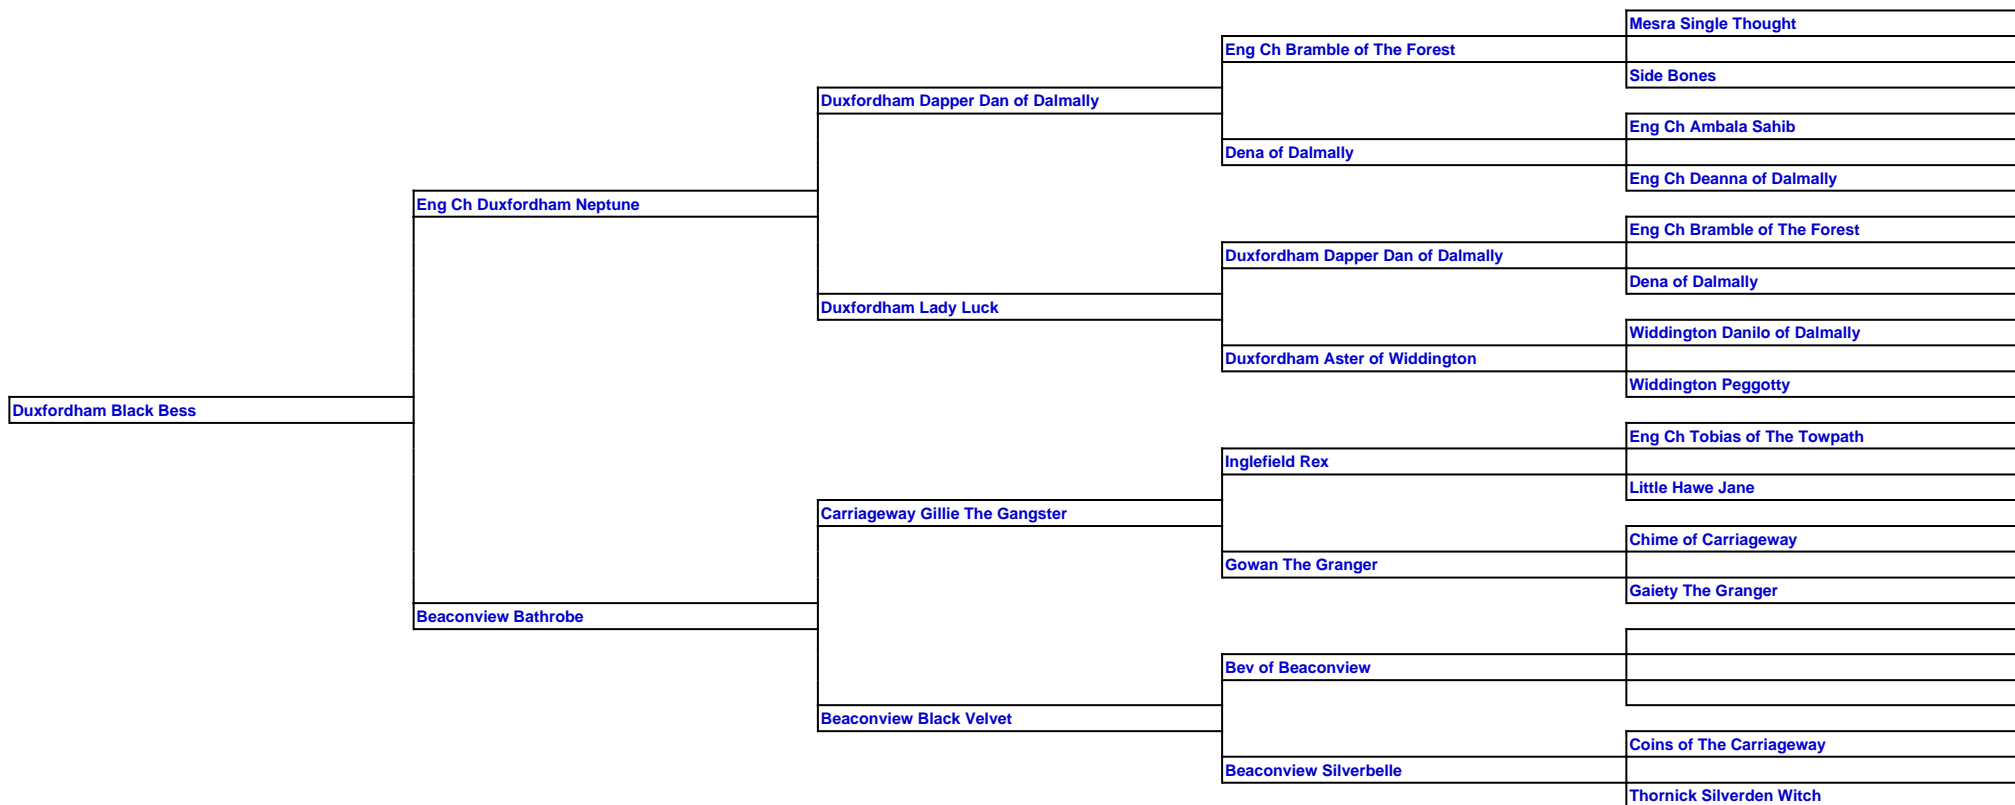 Mesra Single Thought
Eng Ch Bramble of The Forest
Side Bones
Duxfordham Dapper Dan of Dalmally
Eng Ch Ambala Sahib
Dena of Dalmally
Eng Ch Deanna of Dalmally
Eng Ch Duxfordham Neptune
Eng Ch Bramble of The Forest
Duxfordham Dapper Dan of Dalmally
Dena of Dalmally
Duxfordham Lady Luck
Widdington Danilo of Dalmally
Duxfordham Aster of Widdington
Widdington Peggotty
Duxfordham Black Bess
Eng Ch Tobias of The Towpath
Inglefield Rex
Little Hawe Jane
Carriageway Gillie The Gangster
Chime of Carriageway
Gowan The Granger
Gaiety The Granger
Beaconview Bathrobe
Bev of Beaconview
Beaconview Black Velvet
Coins of The Carriageway
Beaconview Silverbelle
Thornick Silverden Witch